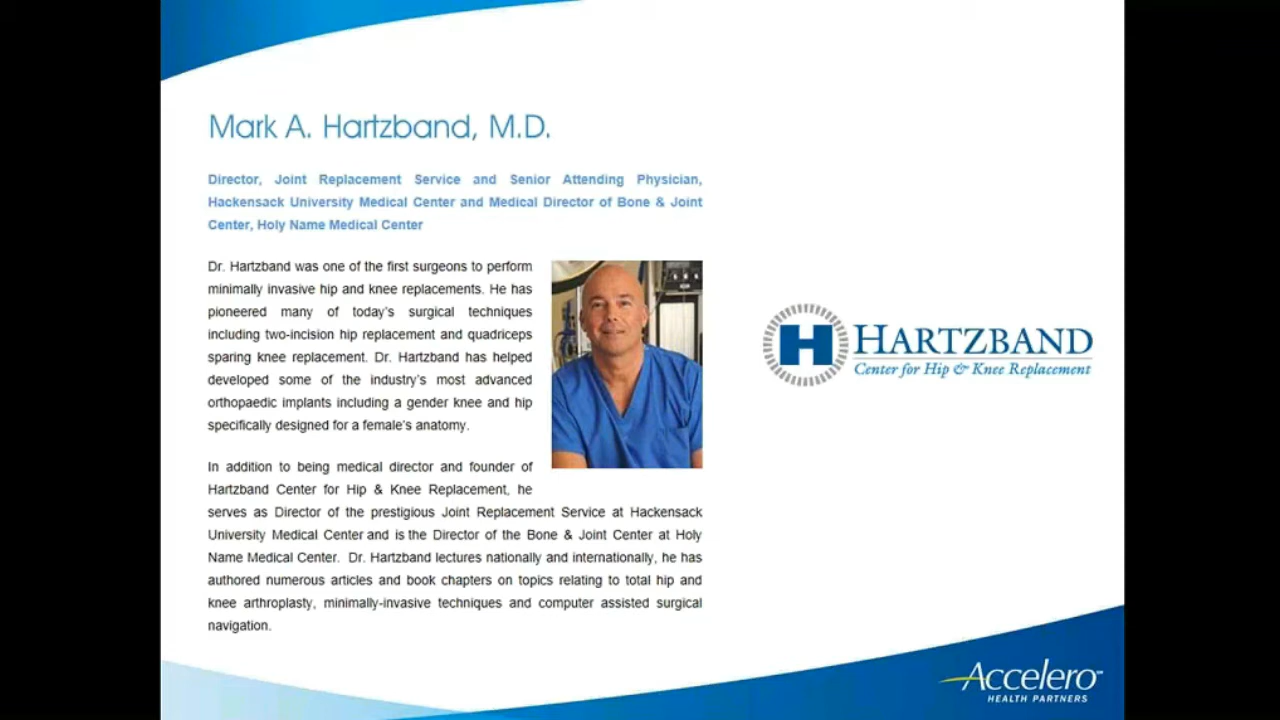 Mark A. Hartzband, M.D.
Director, Joint Replacement Service and Senior Attending Physician,
Hackensack University Medical Center and Medical Director of Bone & Joint
Center, Holy Name Medical Center
Dr. Hartzband was one of the first surgeons to perform
minimally invasive hip and knee replacements. He has
pioneered many of today's surgical techniques
including two-incision hip replacement and quadriceps
sparing knee replacement. Dr. Hartzband has helped
developed some of the industry's most advanced
orthopaedic implants including a gender knee and hip
specifically designed for a female's anatomy.
In addition to being medical director and founder of
Hartzband Center for Hip & Knee Replacement, he
serves as Director of the prestigious Joint Replacement Service at Hackensack
University Medical Center and is the Director of the Bone & Joint Center at Holy
Name Medical Center. Dr. Hartzband lectures nationally and internationally, he has
authored numerous articles and book chapters on topics relating to total hip and
knee arthroplasty, minimally-invasive techniques and computer assisted surgical
navigation.
H HARTZBAND
Center for Hip & Knee Replacement
Accelero™
HEALTH PARTNERS